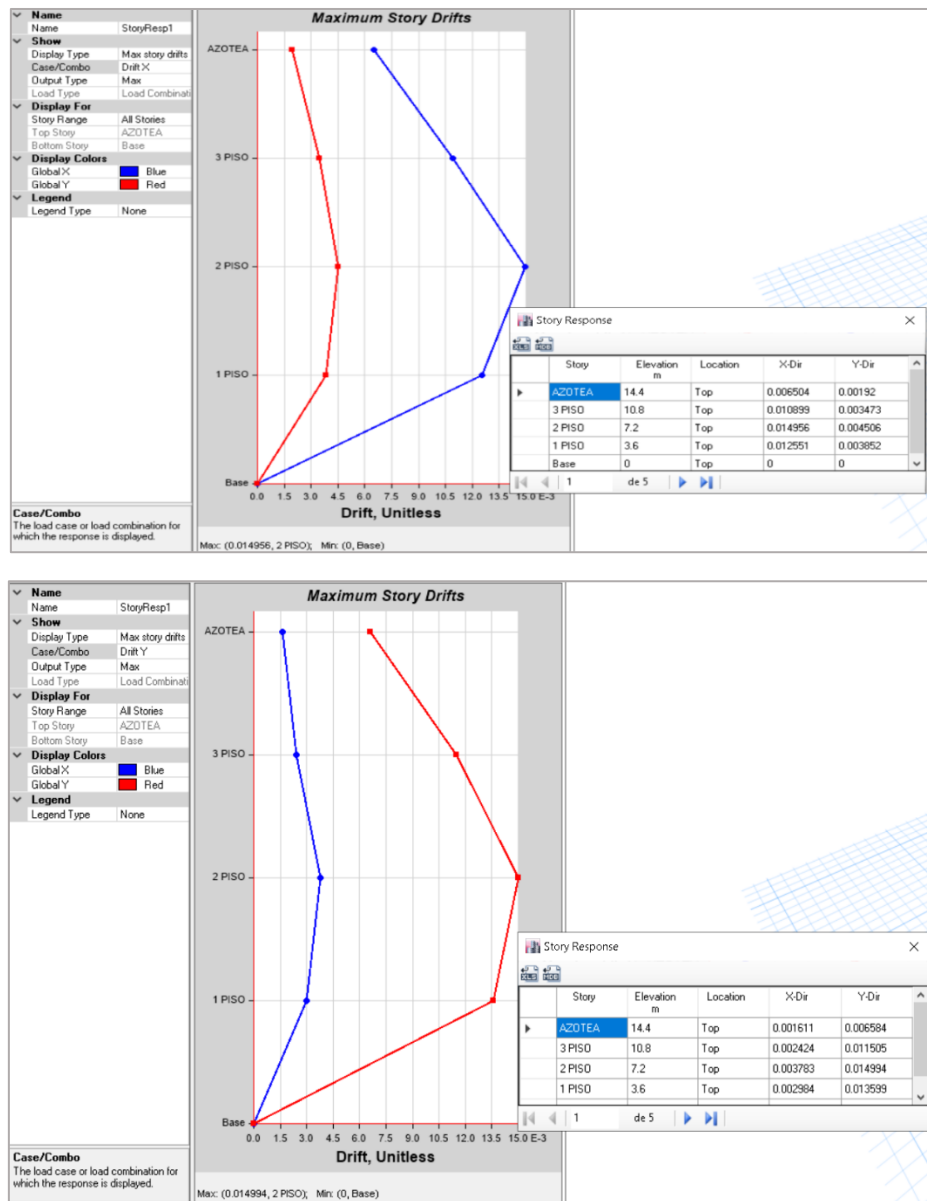 Name
Name StoryResp1
Show
Display Type Max story drifts
Case/Combo Drift X
Output Type Max
Load Type Load Combinati
Display For
Story Range All Stories
Top Story AZOTEA
Bottom Story Base
Display Colors
Global X Blue
Global Y Red
Legend
Legend Type None
Case/Combo
The load case or load combination for
which the response is displayed.
Maximum Story Drifts
AZOTEA
3 PISO
2 PISO
1 PISO
Base
0.0 1.5 3.0 4.5 6.0 7.5 9.0 10.5 12.0 13.5 15.0 E-3
Drift, Unitless
Max: (0.014956, 2 PISO); Min: (0, Base)
Story Response
XLS MDB
Story Elevation Location X-Dir Y-Dir
m
AZOTEA 14.4 Top 0.006504 0.00192
3 PISO 10.8 Top 0.010899 0.003473
2 PISO 7.2 Top 0.014956 0.004506
1 PISO 3.6 Top 0.012551 0.003852
Base 0 Top 0 0
1 de 5
Name
Name StoryResp1
Show
Display Type Max story drifts
Case/Combo Drift Y
Output Type Max
Load Type Load Combinati
Display For
Story Range All Stories
Top Story AZOTEA
Bottom Story Base
Display Colors
Global X Blue
Global Y Red
Legend
Legend Type None
Case/Combo
The load case or load combination for
which the response is displayed.
Maximum Story Drifts
AZOTEA
3 PISO
2 PISO
1 PISO
Base
0.0 1.5 3.0 4.5 6.0 7.5 9.0 10.5 12.0 13.5 15.0 E-3
Drift, Unitless
Max: (0.014994, 2 PISO); Min: (0, Base)
Story Response
XLS MDB
Story Elevation Location X-Dir Y-Dir
m
AZOTEA 14.4 Top 0.001611 0.006584
3 PISO 10.8 Top 0.002424 0.011505
2 PISO 7.2 Top 0.003783 0.014994
1 PISO 3.6 Top 0.002984 0.013599
1 de 5